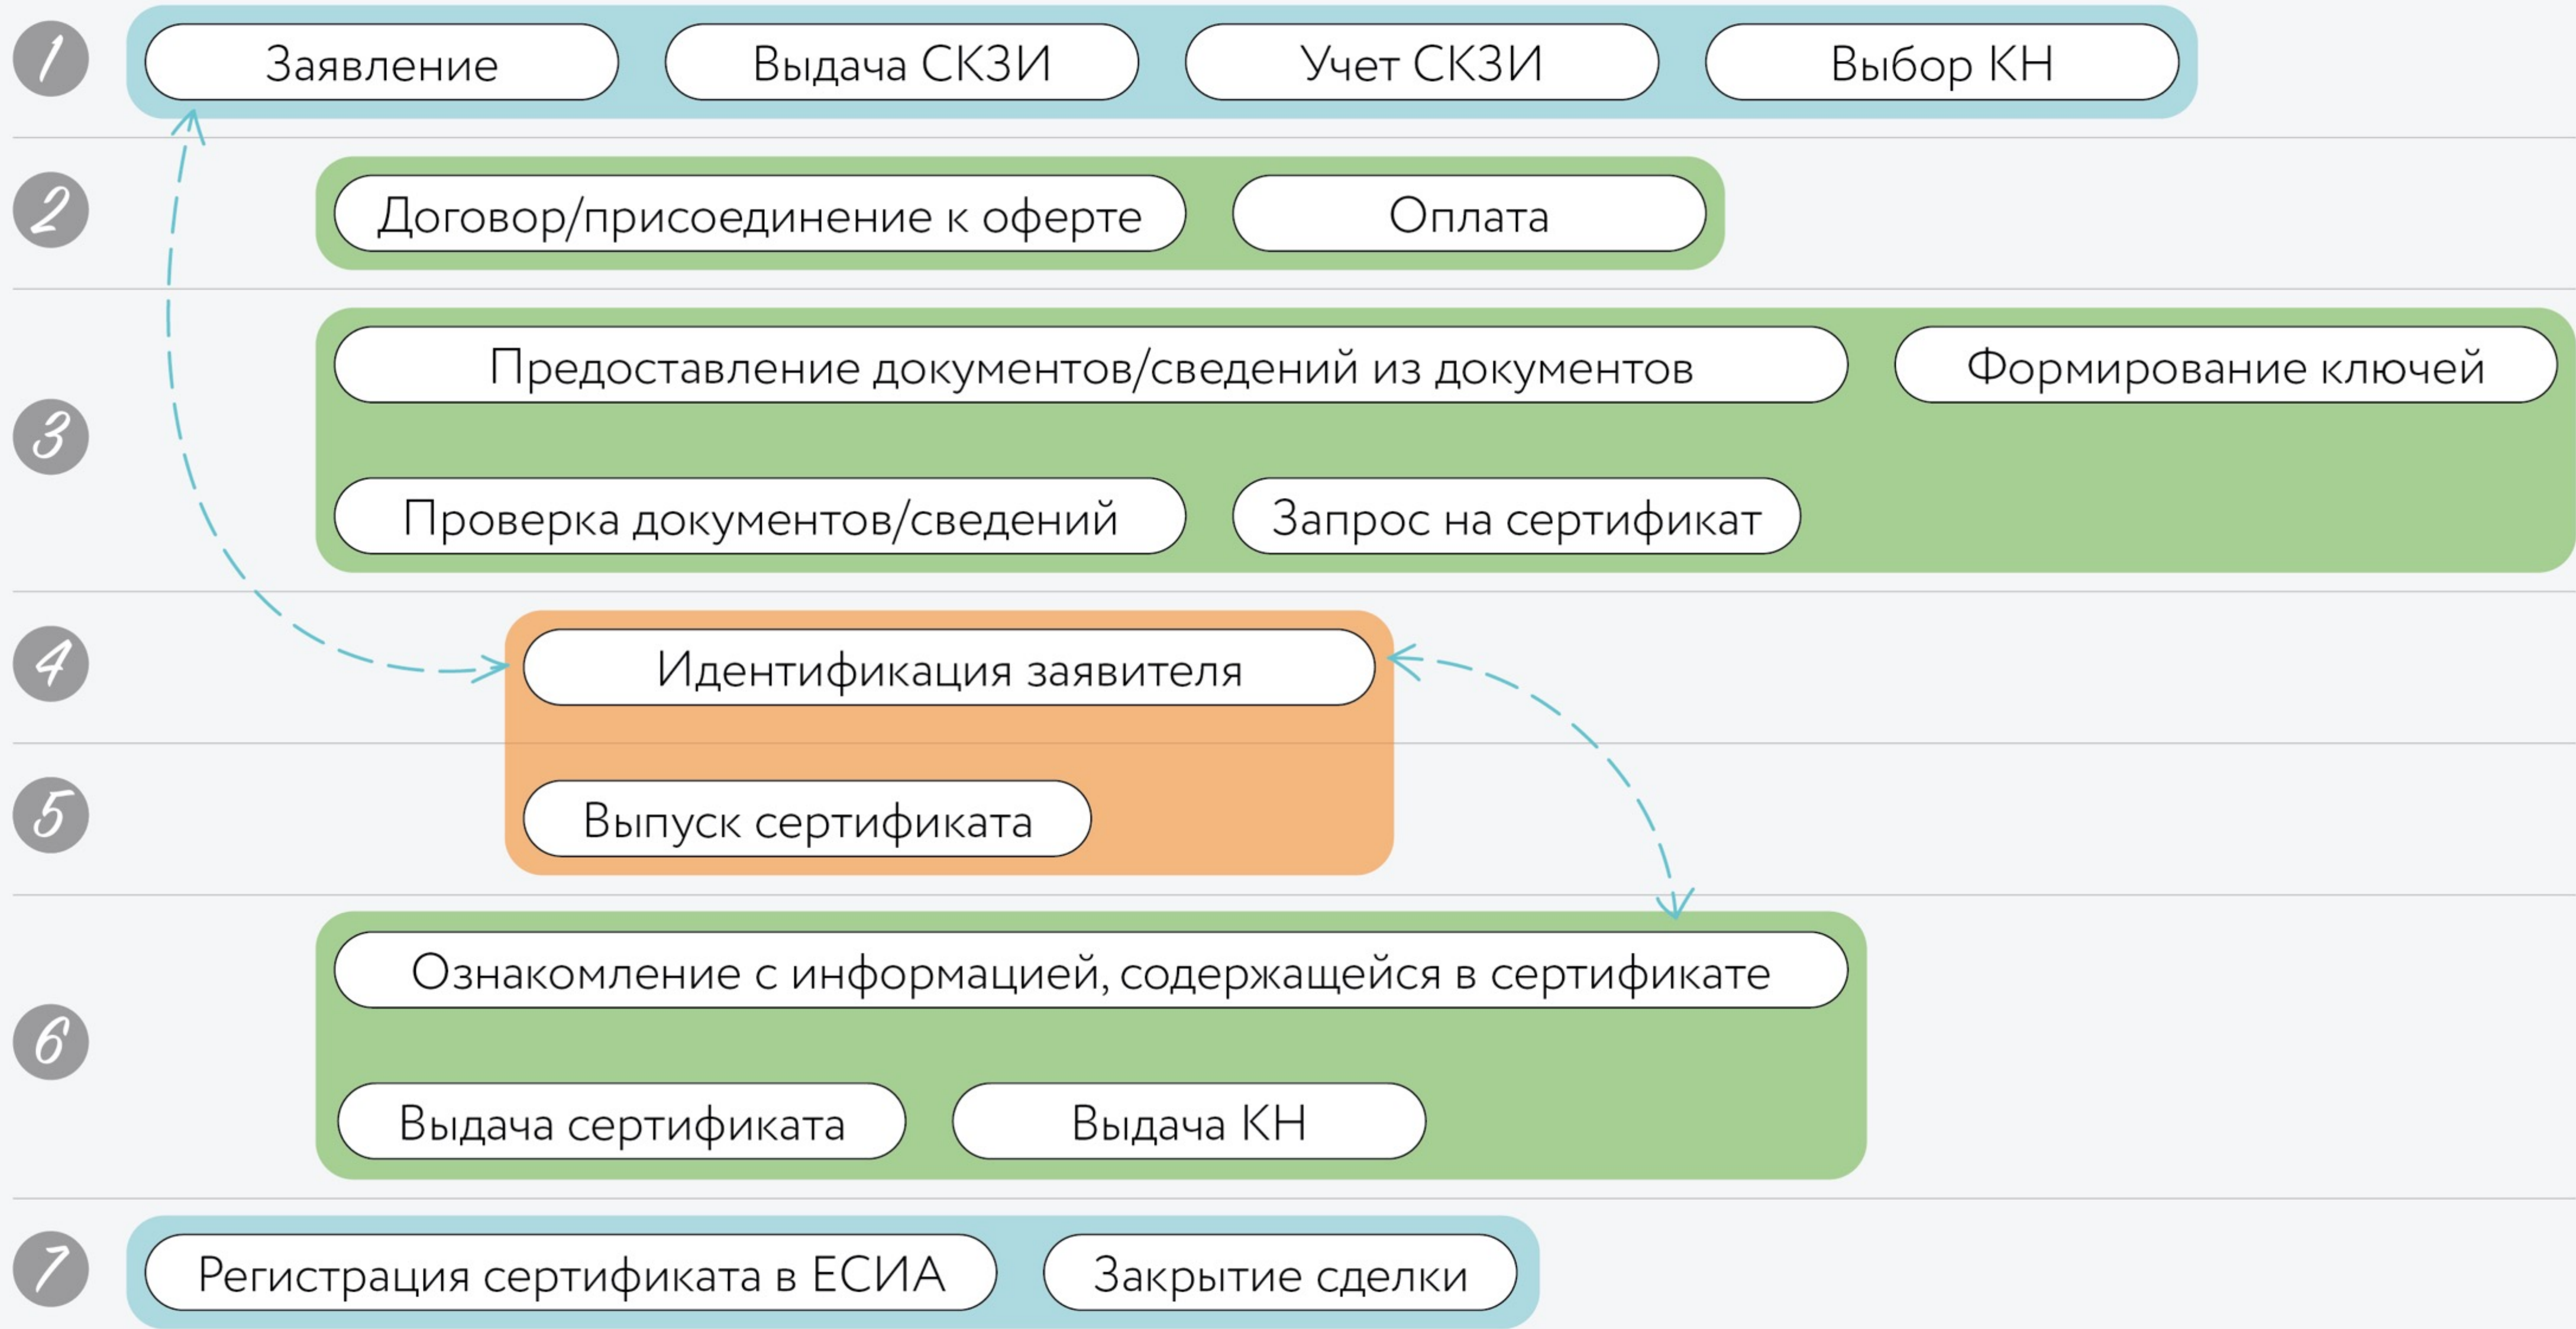 1
Заявление
Выдача СКЗИ
Учет СКЗИ
Выбор КН
2
Договор/присоединение к оферте
Оплата
3
Предоставление документов/сведений из документов
Формирование ключей
Проверка документов/сведений
Запрос на сертификат
4
Идентификация заявителя
5
Выпуск сертификата
6
Ознакомление с информацией, содержащейся в сертификате
Выдача сертификата
Выдача КН
7
Регистрация сертификата в ЕСИА
Закрытие сделки